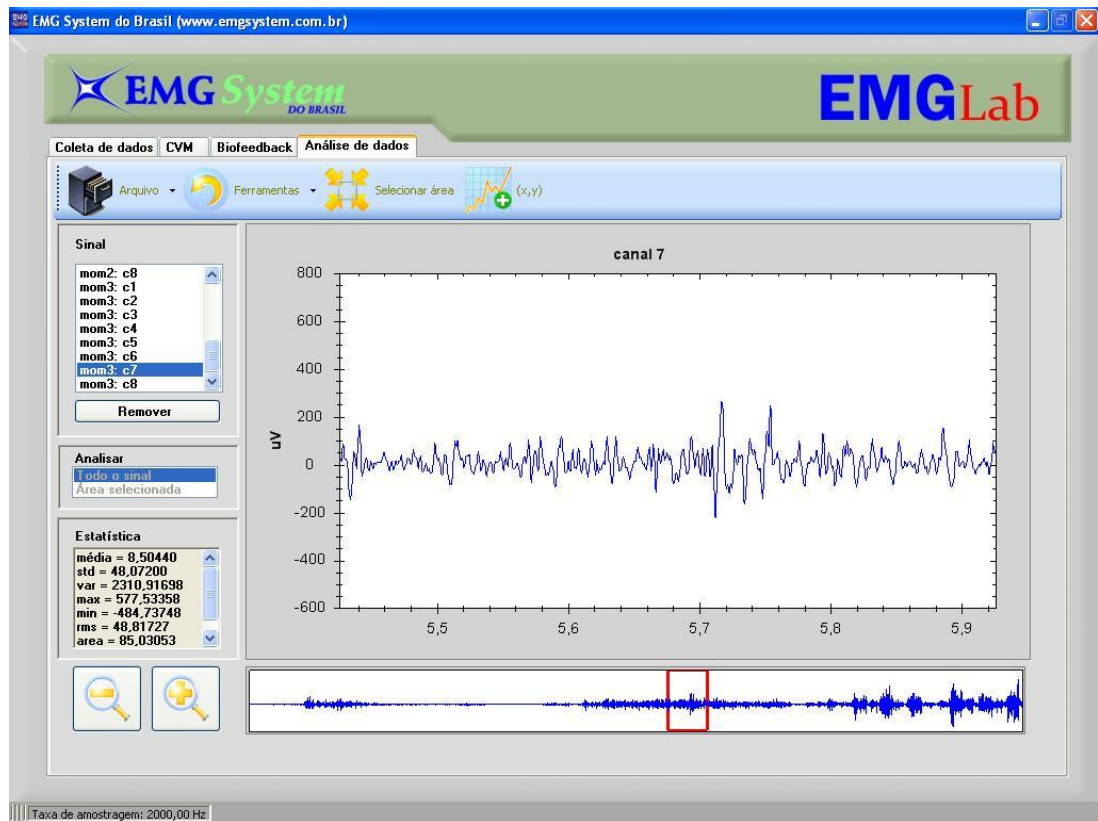 EMG System do Brasil (www.emgsystem.com.br)
EMG System
DO BRASIL
EMGLab
Coleta de dados CVM Biofeedback Análise de dados
Arquivo Ferramentas Selecionar área (x,y)
Sinal
mom2: c8
mom3: c1
mom3: c2
mom3: c3
mom3: c4
mom3: c5
mom3: c6
mom3: c7
mom3: c8
Remover
Analisar
Todo o sinal
Área selecionada
Estatística
média = 8,50440
std = 48,07200
var = 2310,91698
max = 577,53358
min = -484,73748
rms = 48,81727
area = 85,03053
canal 7
800
600
400
200
0
-200
-400
-600
uV
5,5 5,6 5,7 5,8 5,9
Taxa de amostragem: 2000,00 Hz